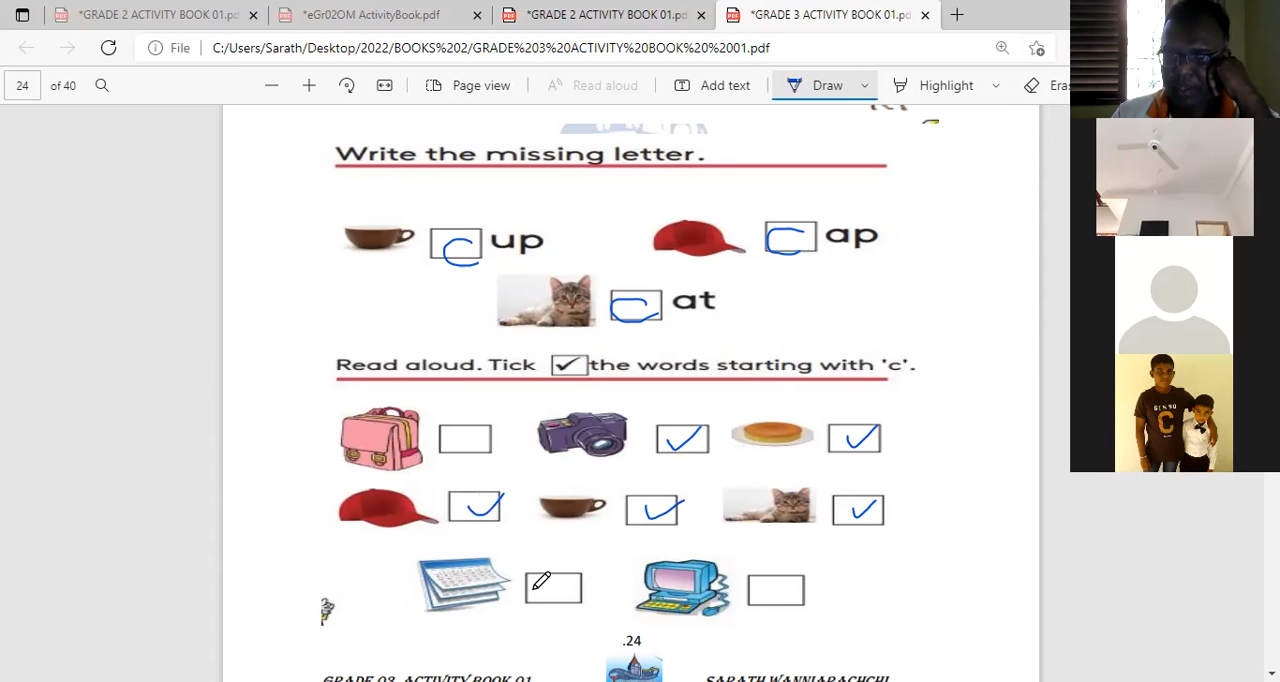 *GRADE 2 ACTIVITY BOOK 01.pd
*eGr02OM ActivityBook.pdf
*GRADE 2 ACTIVITY BOOK 01.pd
*GRADE 3 ACTIVITY BOOK 01.pd
File
C:/Users/Sarath/Desktop/2022/BOOKS%202/GRADE%203%20ACTIVITY%20BOOK%20%2001.pdf
24 of 40
Page view
Read aloud
Add text
Draw
Highlight
Eras
Write the missing letter.
c up
c ap
c at
Read aloud. Tick ✓ the words starting with 'c'.
.24
GRADE 03 ACTIVITY BOOK 01
SARATH WANNIARACHCHI
GEN 90
C